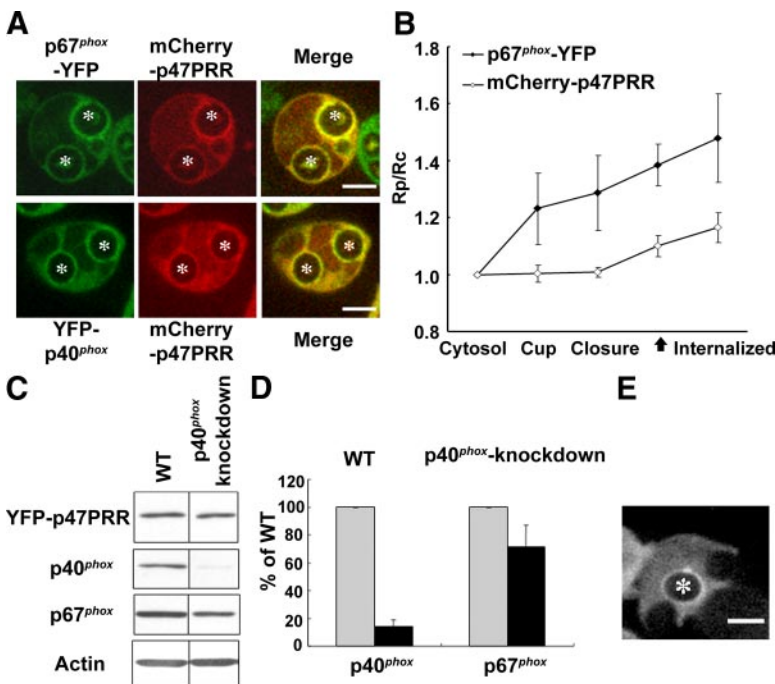 A
p67phox
-YFP
mCherry
-p47PRR
Merge
*
*
*
*
*
*
*
*
*
*
*
*
YFP-
p40phox
mCherry
-p47PRR
Merge
B
p67phox-YFP
mCherry-p47PRR
Rp/Rc
1.8
1.6
1.4
1.2
1.0
0.8
Cytosol
Cup
Closure
Internalized
C
WT
p40phox
knockdown
YFP-p47PRR
p40phox
p67phox
Actin
D
WT
p40phox-knockdown
% of WT
120
100
80
60
40
20
0
p40phox
p67phox
E
*